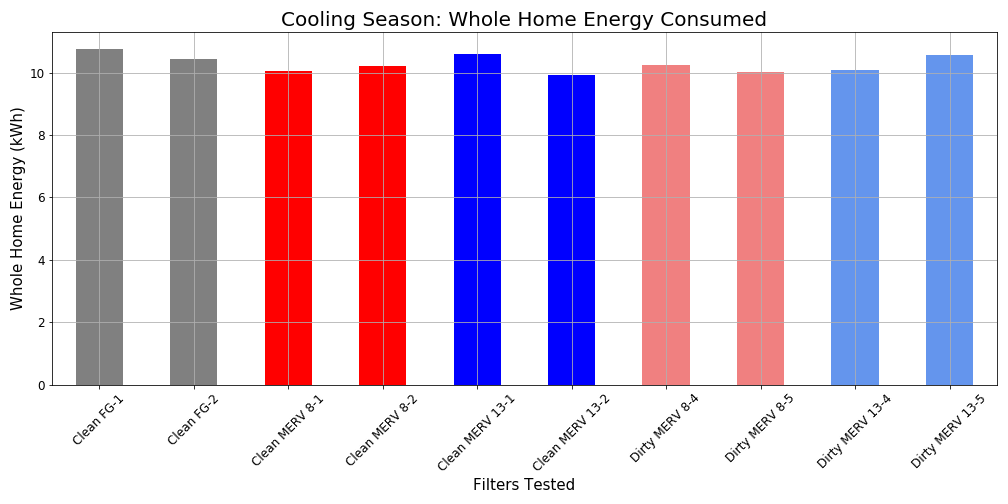 Cooling Season: Whole Home Energy Consumed
Whole Home Energy (kWh)
10
8
6
4
2
0
Clean FG-1
Clean FG-2
Clean MERV 8-1
Clean MERV 8-2
Clean MERV 13-1
Clean MERV 13-2
Dirty MERV 8-4
Dirty MERV 8-5
Dirty MERV 13-4
Dirty MERV 13-5
Filters Tested